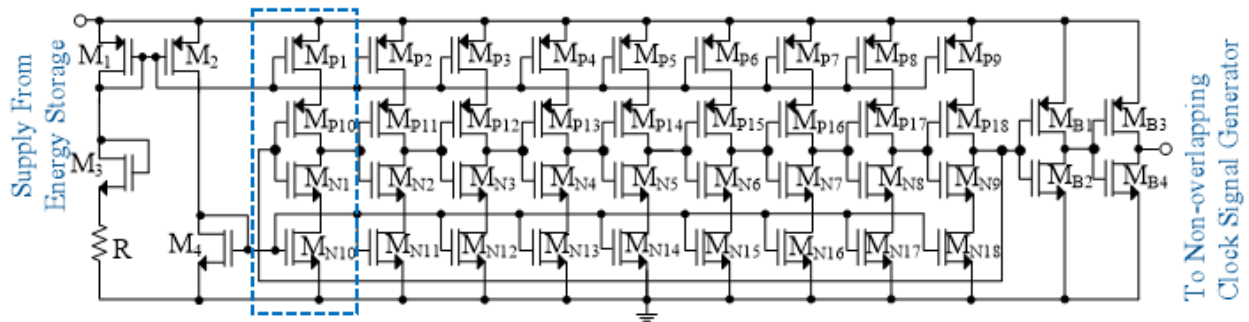 Supply From
Energy Storage
M1
M2
MP1
MP2
MP3
MP4
MP5
MP6
MP7
MP8
MP9
MP10
MP11
MP12
MP13
MP14
MP15
MP16
MP17
MP18
MB1
MB3
M3
MN1
MN2
MN3
MN4
MN5
MN6
MN7
MN8
MN9
MB2
MB4
R
M4
MN10
MN11
MN12
MN13
MN14
MN15
MN16
MN17
MN18
To Non-overlapping
Clock Signal Generator